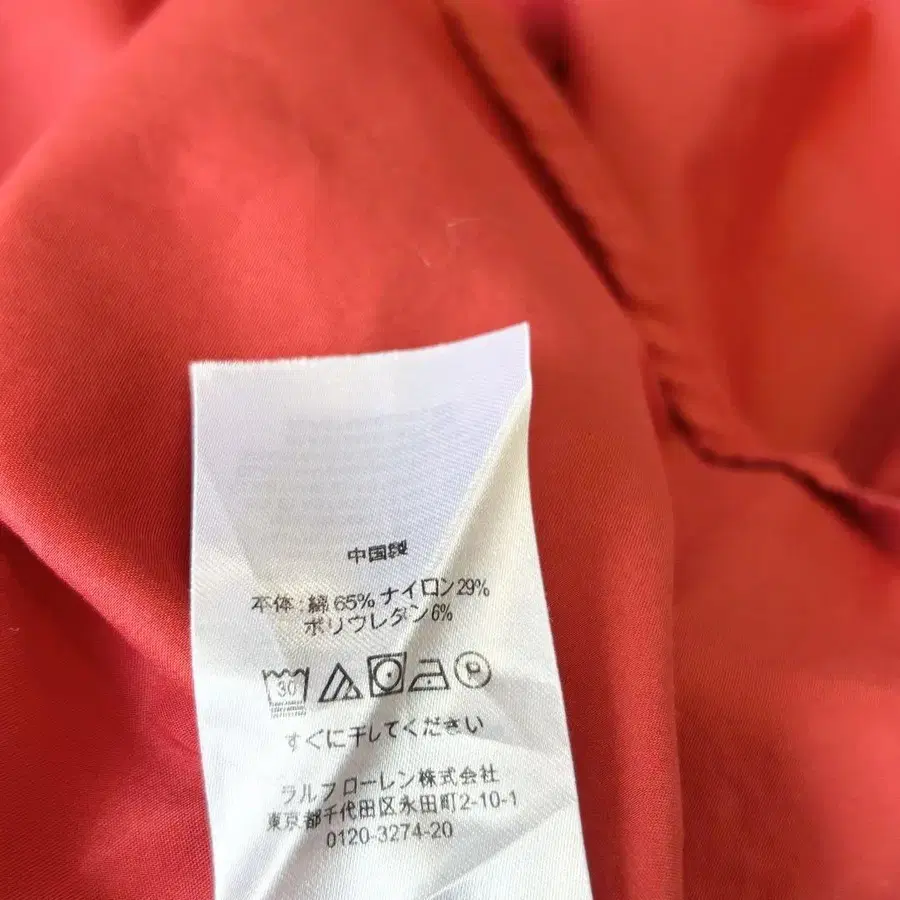 中国製
本体：綿 65% ナイロン 29%
ポリウレタン 6%
30
P
すぐに干してください
ラルフ ローレン株式会社
東京都千代田区永田町2-10-1
0120-3274-20